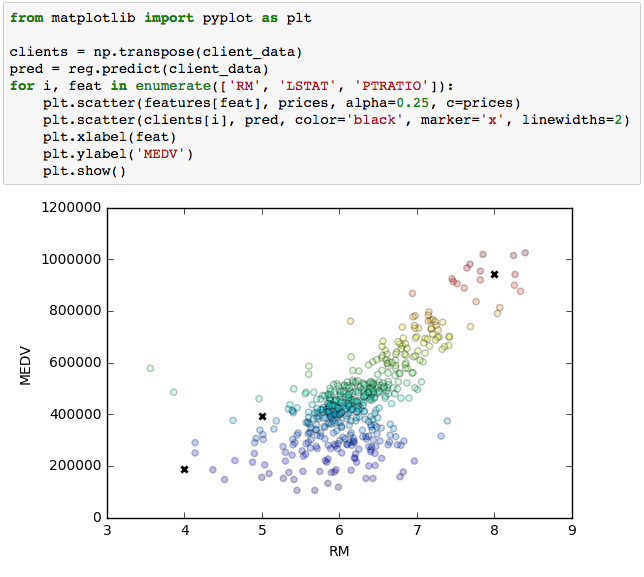 from matplotlib import pyplot as plt
clients = np.transpose(client_data)
pred = reg.predict(client_data)
for i, feat in enumerate(['RM', 'LSTAT', 'PTRATIO']):
    plt.scatter(features[feat], prices, alpha=0.25, c=prices)
    plt.scatter(clients[i], pred, color='black', marker='x', linewidths=2)
    plt.xlabel(feat)
    plt.ylabel('MEDV')
    plt.show()
1200000
1000000
800000
600000
400000
200000
0
MEDV
3 4 5 6 7 8 9
RM